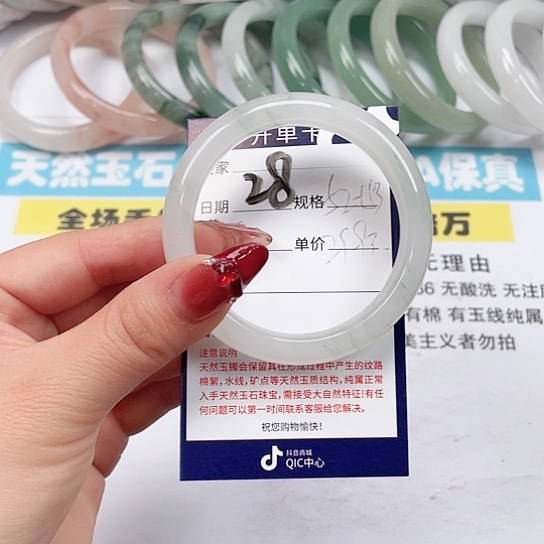 开单卡
天然玉石
A保真
全场手
万
家
日期 28 规格
单价
无理由
无酸洗 无注胶
有棉 有玉线纯属
美主义者勿拍
注意说明
天然玉镯会保留其在形成过程中产生的纹路
棉絮,水线,矿点等天然玉质结构,纯属正常
入手天然玉石珠宝,需接受大自然特征!有任
何问题可以第一时间联系客服给您解决。
祝您购物愉快!
抖音商城
QIC中心